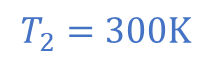 T₂ = 300K